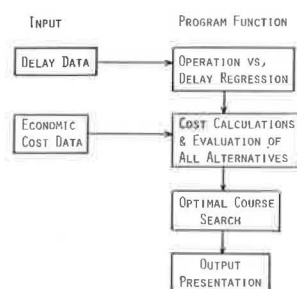 INPUT
PROGRAM FUNCTION
DELAY DATA
OPERATION VS,
DELAY REGRESSION
ECONOMIC
COST DATA
COST CALCULATIONS
& EVALUATION OF
ALL ALTERNATIVES
OPTIMAL COURSE
SEARCH
OUTPUT
PRESENTATION